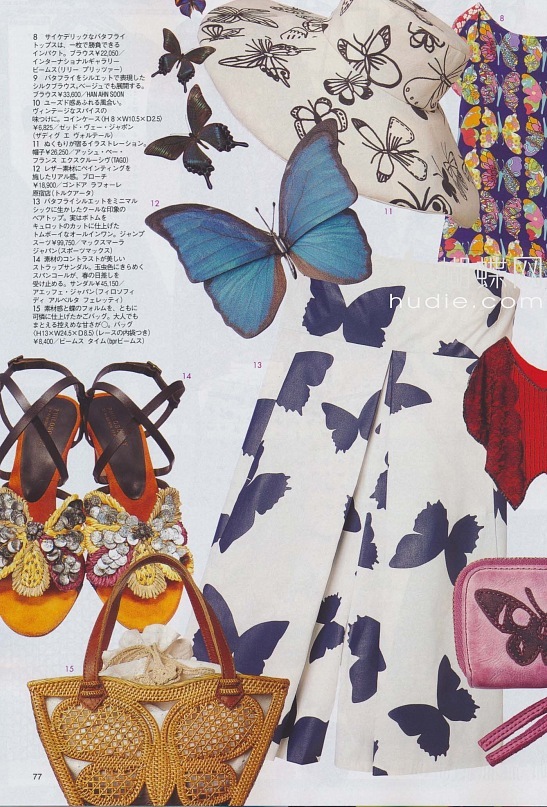 8 サイケデリックなバタフライ
トップスは、一枚で勝負できる
インパクト。ブラウス¥22,050／
インターナショナルギャラリー
ビームス(リリー ピュリッツァー)
9 バタフライをシルエットで表現した
シルクブラウス。ベージュでも展開する。
ブラウス¥33,600／HAN AHN SOON
10 ユーズド感あふれる風合い。
ヴィンテージなスパイスの
味つけに。コインケース(H8×W10.5×D2.5)
¥6,825／ゼッド・ヴェー・ジャポン
(ザディグ エ ヴォルテール)
11 ぬくもりが宿るイラストレーション。
帽子¥26,250／アッシュ・ペー・
フランス エクスクルーシヴ(TAGO)
12 レザー素材にペインティングを
施したリアル感。ブローチ
¥18,900／ゴンドア ラフォーレ
原宿店(トルクアータ)
13 バタフライシルエットをミニマル
シックに生かしたクールな印象の
ベアトップ。実はボトムを
キュロットのカットに仕上げた
トムボーイなオールインワン。ジャンプ
スーツ¥99,750／マックスマーラ
ジャパン(スポーツマックス)
14 素材のコントラストが美しい
ストラップサンダル。玉虫色にきらめく
スパンコールが、春の日差しを
受け止める。サンダル¥45,150／
アエッフェ・ジャパン(フィロソフィ
ディ アルベルタ フェレッティ)
15 素材感と蝶のフォルムを、ともに
可憐に仕上げたかごバッグ。大人でも
まとえる控えめな甘さが○。バッグ
(H13×W24.5×D8.5)(レースの内袋つき)
¥8,400／ビームス タイム(bprビームス)
8
12
11
蝴蝶网
hudie.com
13
14
15
77